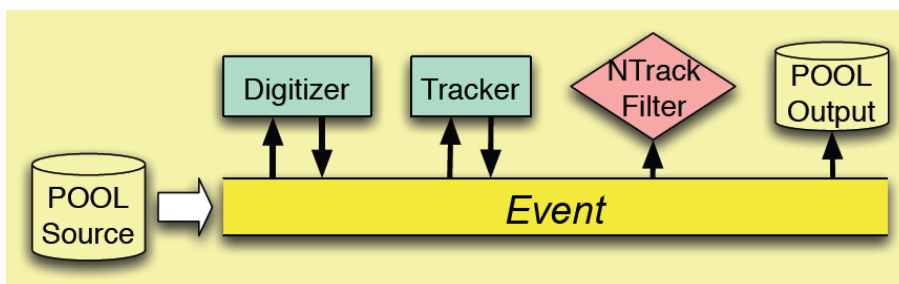 Digitizer
Tracker
NTrack
Filter
POOL
Output
POOL
Source
Event